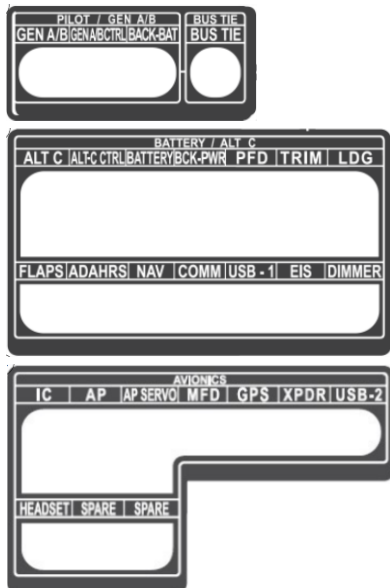 PILOT / GEN A/B BUS TIE
GEN A/B GEN A/B CTRL BACK-BAT BUS TIE
BATTERY / ALT C
ALT C ALT-C CTRL BATTERY BCK-PWR PFD TRIM LDG
FLAPS ADAHRS NAV COMM USB - 1 EIS DIMMER
AVIONICS
IC AP AP SERVO MFD GPS XPDR USB-2
HEADSET SPARE SPARE